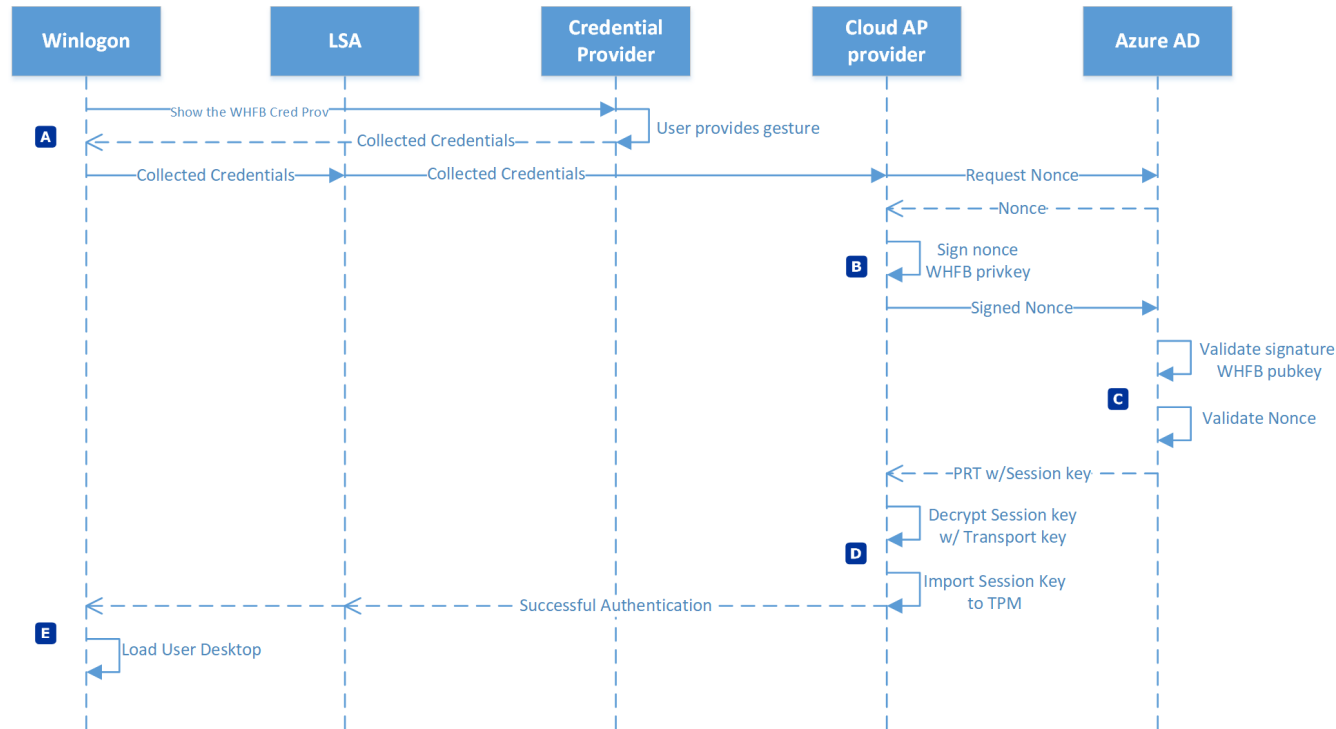 Winlogon
LSA
Credential
Provider
Cloud AP
provider
Azure AD
Show the WHFB Cred Prov
User provides gesture
A
Collected Credentials
Collected Credentials
Collected Credentials
Request Nonce
Nonce
Sign nonce
WHFB privkey
B
Signed Nonce
Validate signature
WHFB pubkey
C
Validate Nonce
PRT w/Session key
Decrypt Session key
w/ Transport key
D
Import Session Key
to TPM
Successful Authentication
E
Load User Desktop